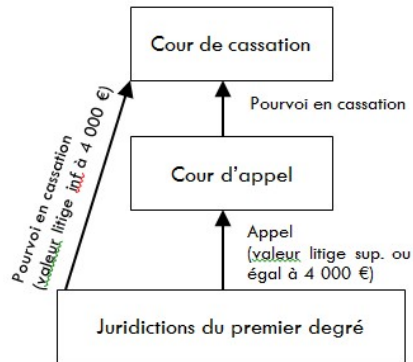 Cour de cassation
Pourvoi en cassation
(valeur litige inf à 4 000 €)
Pourvoi en cassation
Cour d'appel
Appel
(valeur litige sup. ou
égal à 4 000 €)
Juridictions du premier degré